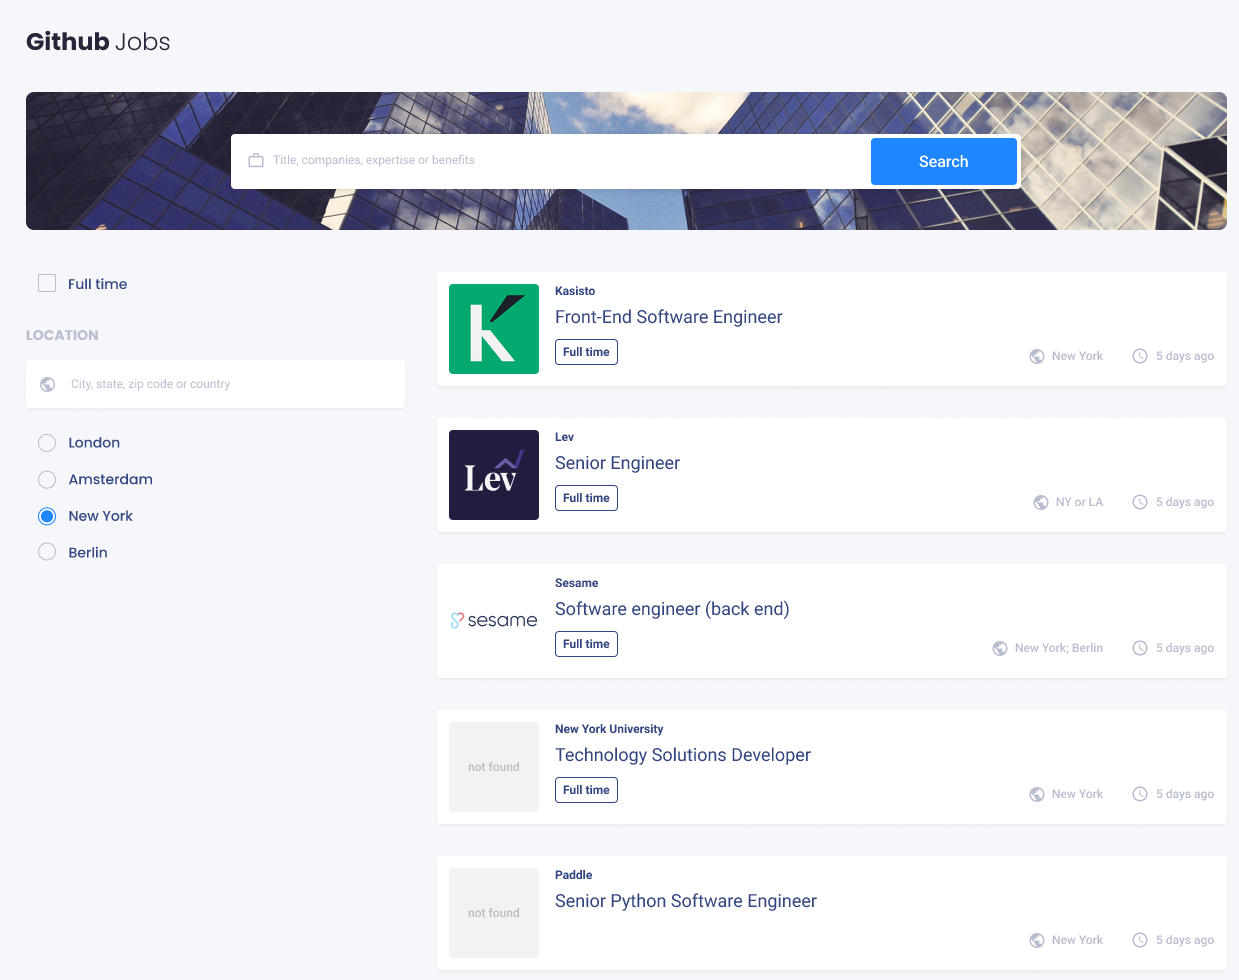 Github Jobs
Title, companies, expertise or benefits
Search
Full time
LOCATION
City, state, zip code or country
London
Amsterdam
New York
Berlin
K
Kasisto
Front-End Software Engineer
Full time
New York
5 days ago
Lev
Lev
Senior Engineer
Full time
NY or LA
5 days ago
sesame
Sesame
Software engineer (back end)
Full time
New York; Berlin
5 days ago
not found
New York University
Technology Solutions Developer
Full time
New York
5 days ago
not found
Paddle
Senior Python Software Engineer
New York
5 days ago